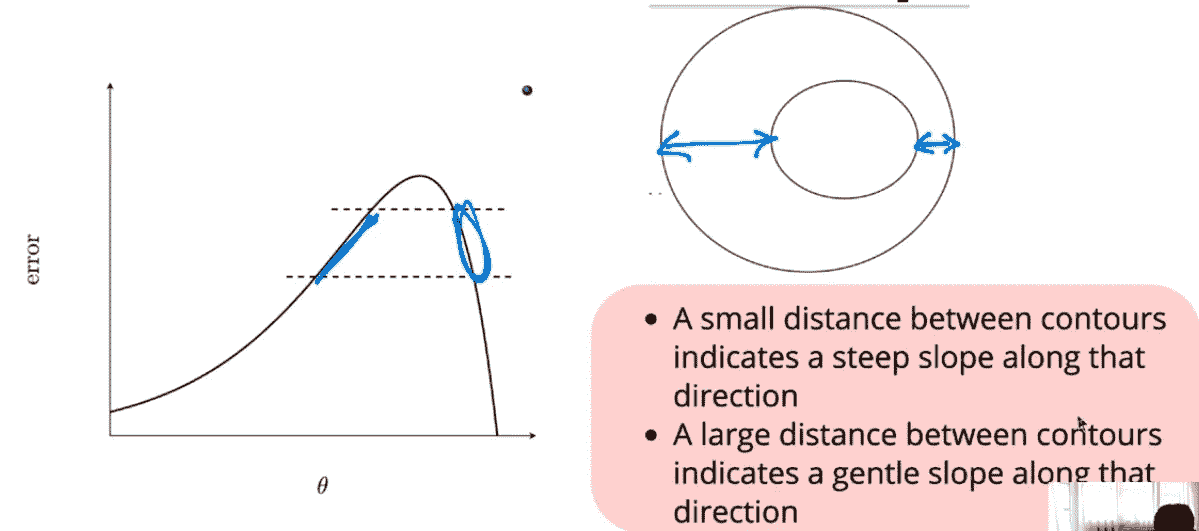 error
θ
• A small distance between contours
indicates a steep slope along that
direction
• A large distance between contours
indicates a gentle slope along that
direction